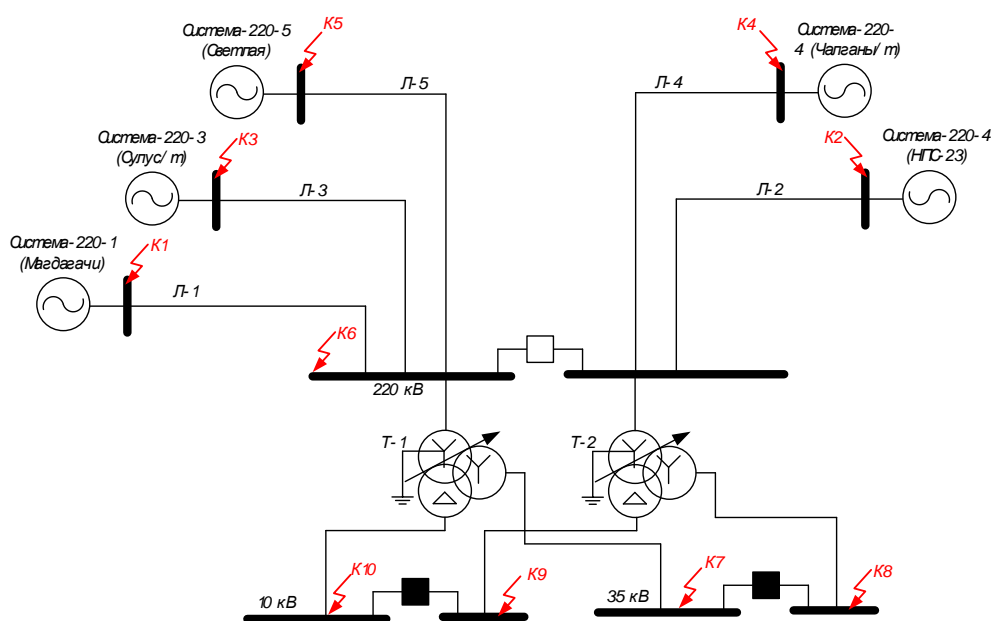 Система-220-5
(Светлая)
К5
Л-5
К4
Система-220-
4 (Чалганы/т)
Л-4
Система-220-3
(Сулус/т)
К3
Л-3
К2
Система-220-4
(НПС-23)
Л-2
Система-220-1
(Магдагачи)
К1
Л-1
К6
220 кВ
Т-1
Т-2
К10
10 кВ
К9
К7
35 кВ
К8